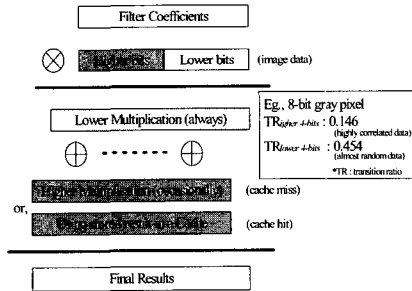 Filter Coefficients
Lower bits
(image data)
Lower Multiplication (always)
Eg., 8-bit gray pixel
TRigher 4-bits : 0.146
(highly correlated data)
TRlower 4-bits : 0.454
(almost random data)
*TR : transition ratio
(cache miss)
or,
(cache hit)
Final Results